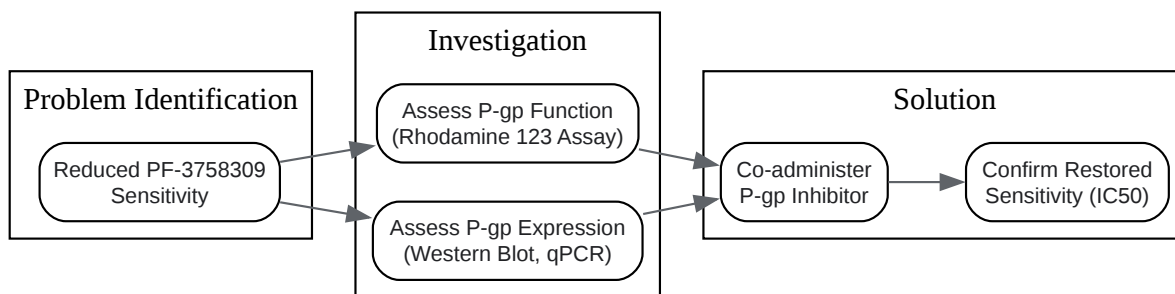 Problem Identification
Reduced PF-3758309
Sensitivity
Investigation
Assess P-gp Function
(Rhodamine 123 Assay)
Assess P-gp Expression
(Western Blot, qPCR)
Solution
Co-administer
P-gp Inhibitor
Confirm Restored
Sensitivity (IC50)